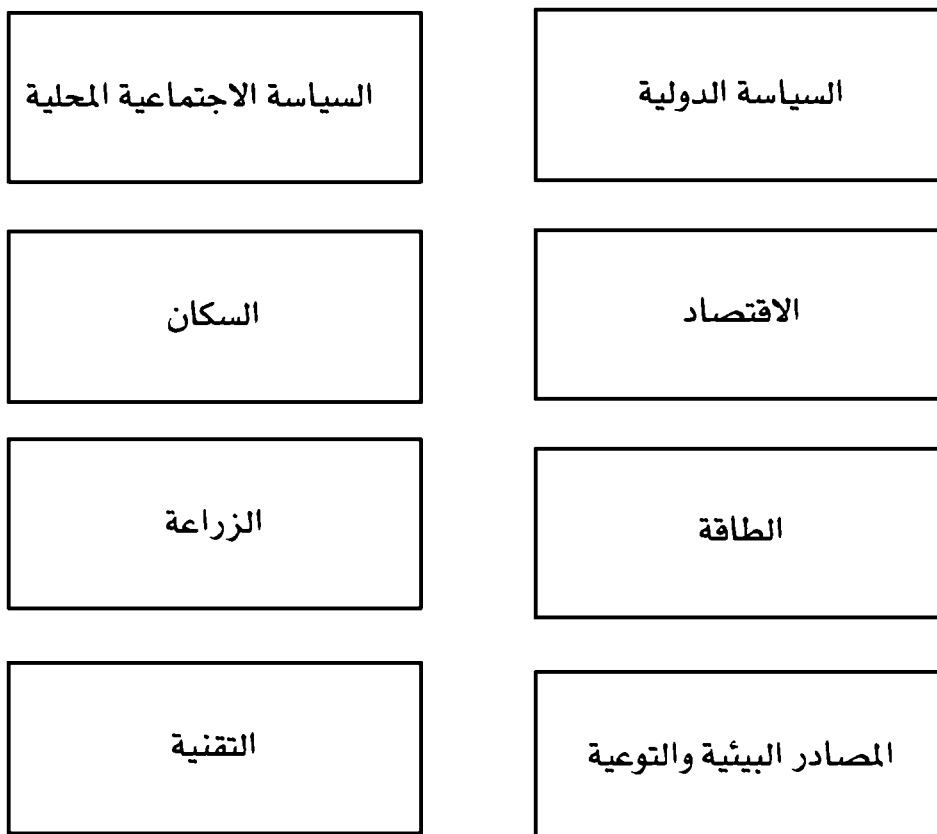 السياسة الدولية
السياسة الاجتماعية المحلية
الاقتصاد
السكان
الطاقة
الزراعة
المصادر البيئية والتوعية
التقنية